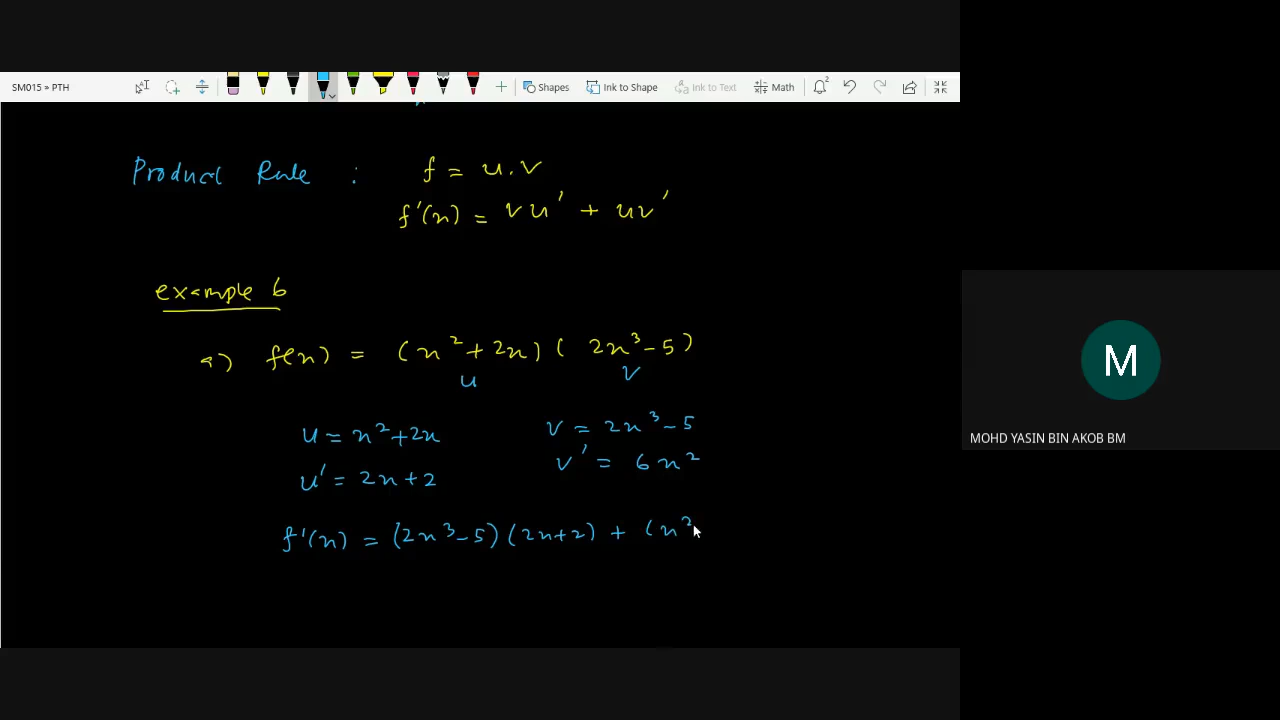 SM015 » PTH Shapes Ink to Shape Ink to Text Math 2
Product Rule : f = u.v
f'(x) = vu' + uv'
example 6
a) f(x) = (x² + 2x) ( 2x³ - 5 )
u v
u = x² + 2x v = 2x³ - 5
u' = 2x + 2 v' = 6x²
f'(x) = (2x³ - 5) (2x + 2) + (x²
M
MOHD YASIN BIN AKOB BM